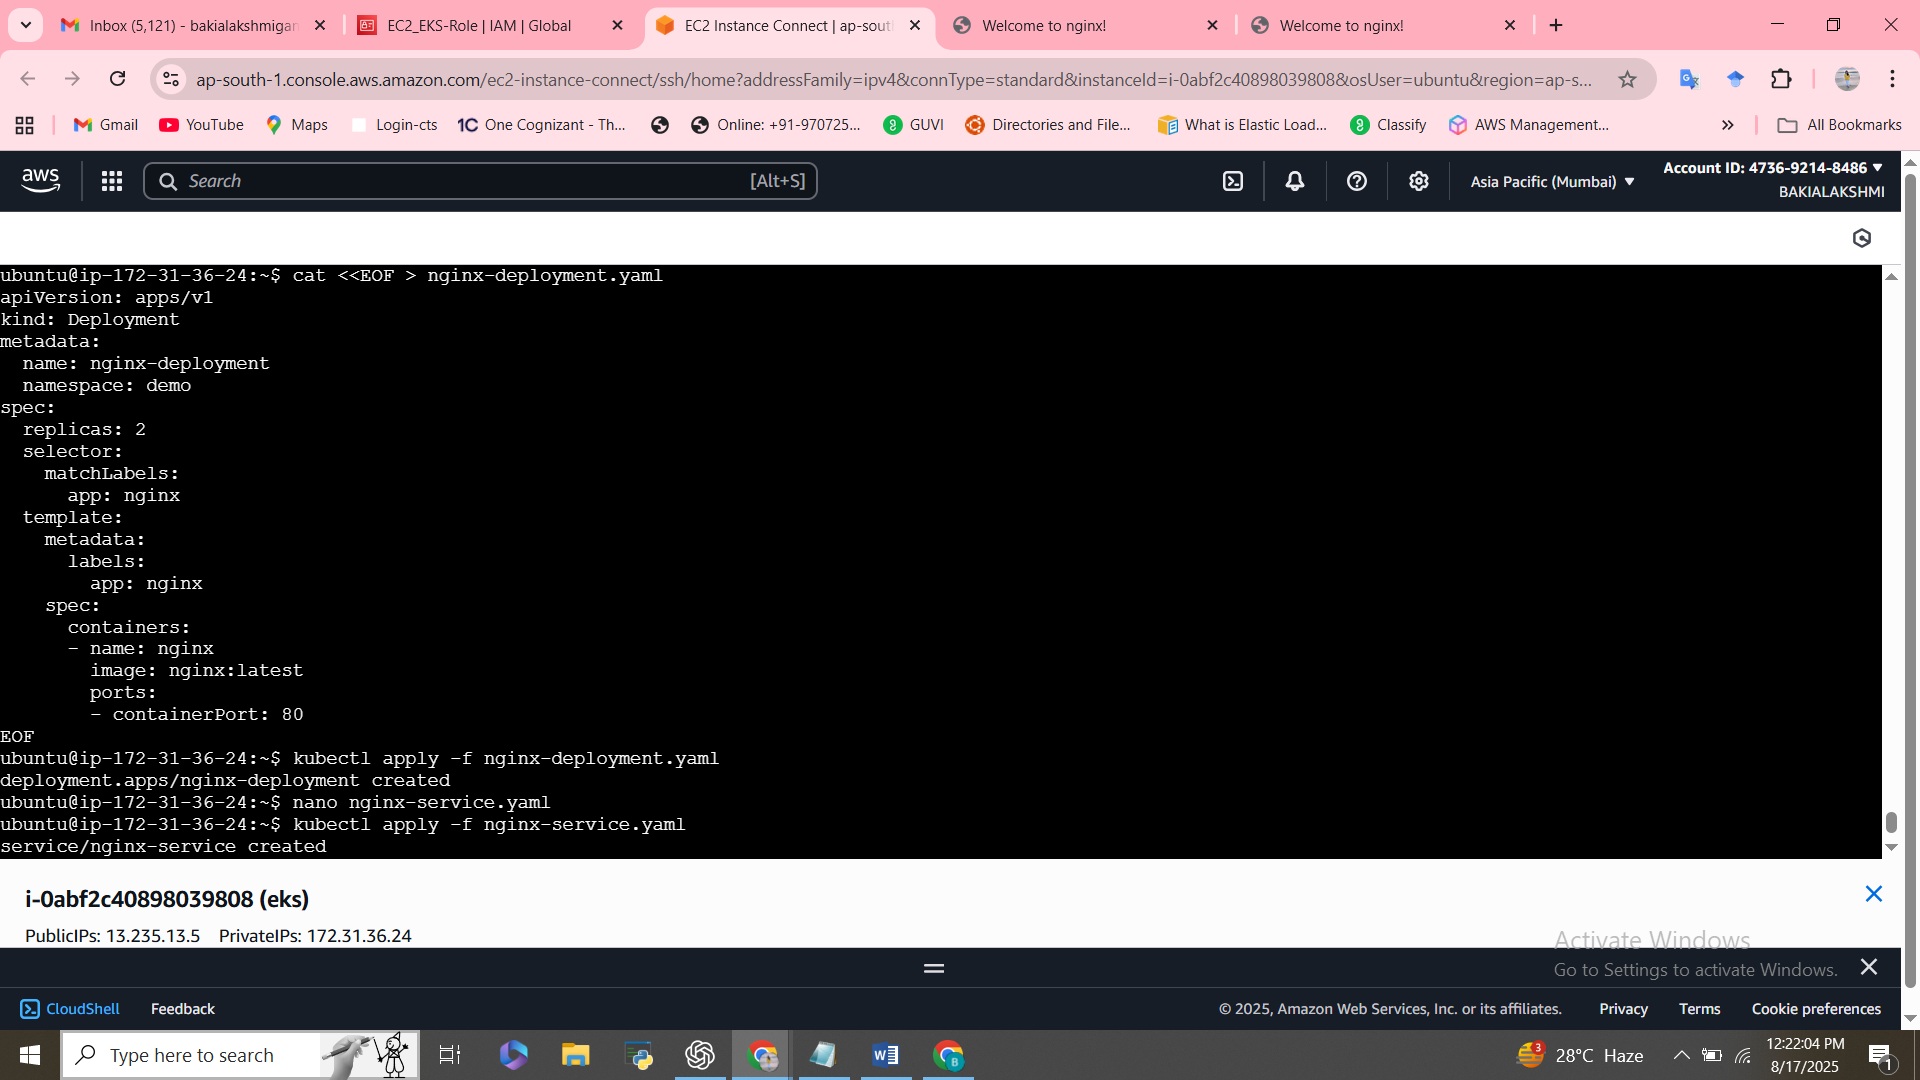 Inbox (5,121) - bakialakshmigan
EC2_EKS-Role | IAM | Global
EC2 Instance Connect | ap-sout
Welcome to nginx!
Welcome to nginx!
ap-south-1.console.aws.amazon.com/ec2-instance-connect/ssh/home?addressFamily=ipv4&connType=standard&instanceId=i-0abf2c40898039808&osUser=ubuntu&region=ap-s...
Gmail
YouTube
Maps
Login-cts
1C One Cognizant - Th...
Online: +91-970725...
GUVI
Directories and File...
What is Elastic Load...
Classify
AWS Management...
All Bookmarks
aws
Search
[Alt+S]
Asia Pacific (Mumbai)
Account ID: 4736-9214-8486
BAKIALAKSHMI
ubuntu@ip-172-31-36-24:~$ cat <<EOF > nginx-deployment.yaml
apiVersion: apps/v1
kind: Deployment
metadata:
  name: nginx-deployment
  namespace: demo
spec:
  replicas: 2
  selector:
    matchLabels:
      app: nginx
  template:
    metadata:
      labels:
        app: nginx
    spec:
      containers:
      - name: nginx
        image: nginx:latest
        ports:
        - containerPort: 80
EOF
ubuntu@ip-172-31-36-24:~$ kubectl apply -f nginx-deployment.yaml
deployment.apps/nginx-deployment created
ubuntu@ip-172-31-36-24:~$ nano nginx-service.yaml
ubuntu@ip-172-31-36-24:~$ kubectl apply -f nginx-service.yaml
service/nginx-service created
i-0abf2c40898039808 (eks)
PublicIPs: 13.235.13.5 PrivateIPs: 172.31.36.24
Activate Windows
Go to Settings to activate Windows.
CloudShell
Feedback
© 2025, Amazon Web Services, Inc. or its affiliates.
Privacy
Terms
Cookie preferences
Type here to search
3
28°C Haze
12:22:04 PM
8/17/2025
1